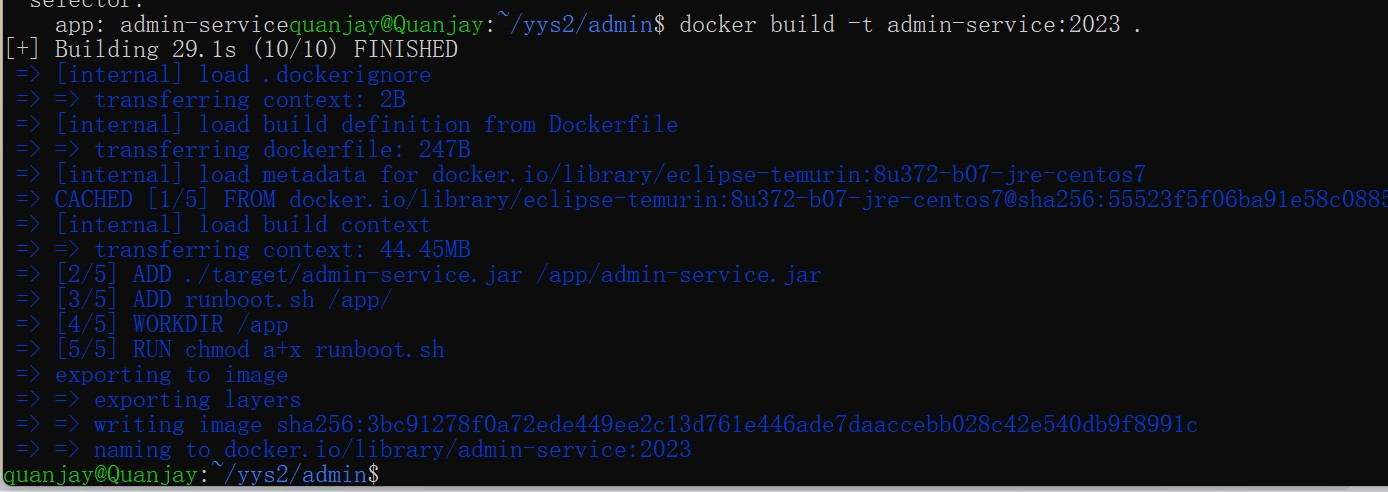 selector:
app: admin-servicequanjay@Quanjay:~/yys2/admin$ docker build -t admin-service:2023 .
[+] Building 29.1s (10/10) FINISHED
=> [internal] load .dockerignore
=> => transferring context: 2B
=> [internal] load build definition from Dockerfile
=> => transferring dockerfile: 247B
=> [internal] load metadata for docker.io/library/eclipse-temurin:8u372-b07-jre-centos7
=> CACHED [1/5] FROM docker.io/library/eclipse-temurin:8u372-b07-jre-centos7@sha256:55523f5f06ba91e58c0885
=> [internal] load build context
=> => transferring context: 44.45MB
=> [2/5] ADD ./target/admin-service.jar /app/admin-service.jar
=> [3/5] ADD runboot.sh /app/
=> [4/5] WORKDIR /app
=> [5/5] RUN chmod a+x runboot.sh
=> exporting to image
=> => exporting layers
=> => writing image sha256:3bc91278f0a72ede449ee2c13d761e446ade7daaccebb028c42e540db9f8991c
=> => naming to docker.io/library/admin-service:2023
quanjay@Quanjay:~/yys2/admin$